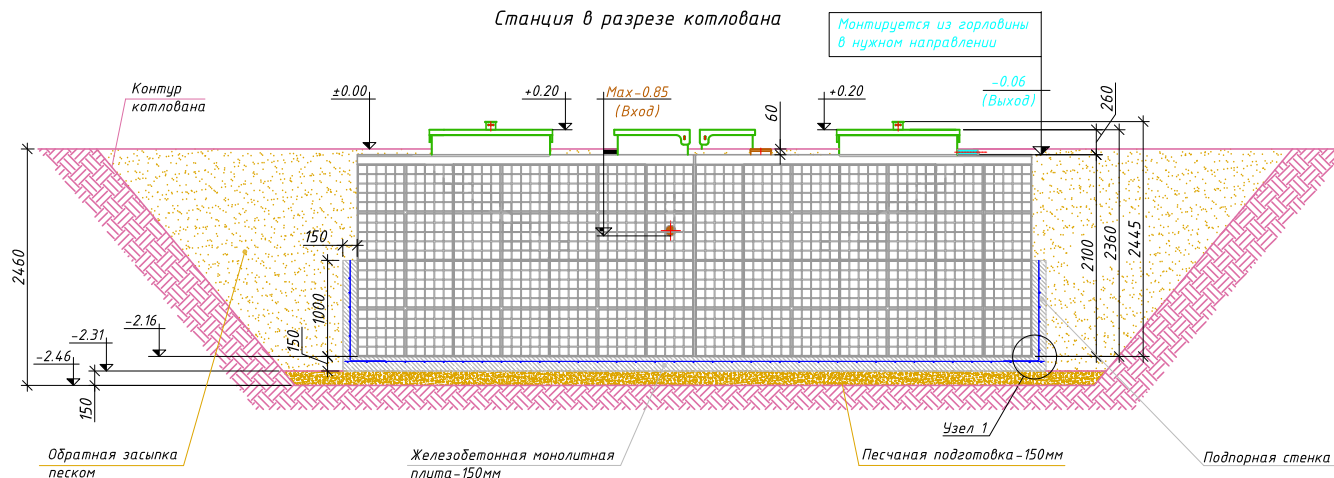 Станция в разрезе котлована
Монтируется из горловины
в нужном направлении
Контур
котлована
±0.00
+0.20
Max-0.85
(Вход)
60
+0.20
-0.06
(Выход)
260
2460
150
1000
150
-2.16
-2.31
-2.46
150
2100
2360
2445
Узел 1
Обратная засыпка
песком
Железобетонная монолитная
плита-150мм
Песчаная подготовка-150мм
Подпорная стенка